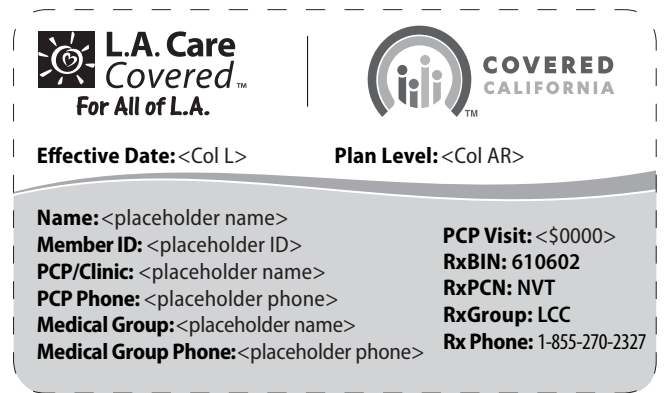 L.A. Care
Covered™
For All of L.A.
COVERED
CALIFORNIA
TM
Effective Date: <Col L>
Plan Level: <Col AR>
Name: <placeholder name>
Member ID: <placeholder ID>
PCP/Clinic: <placeholder name>
PCP Phone: <placeholder phone>
Medical Group: <placeholder name>
Medical Group Phone: <placeholder phone>
PCP Visit: <$0000>
RxBIN: 610602
RxPCN: NVT
RxGroup: LCC
Rx Phone: 1-855-270-2327